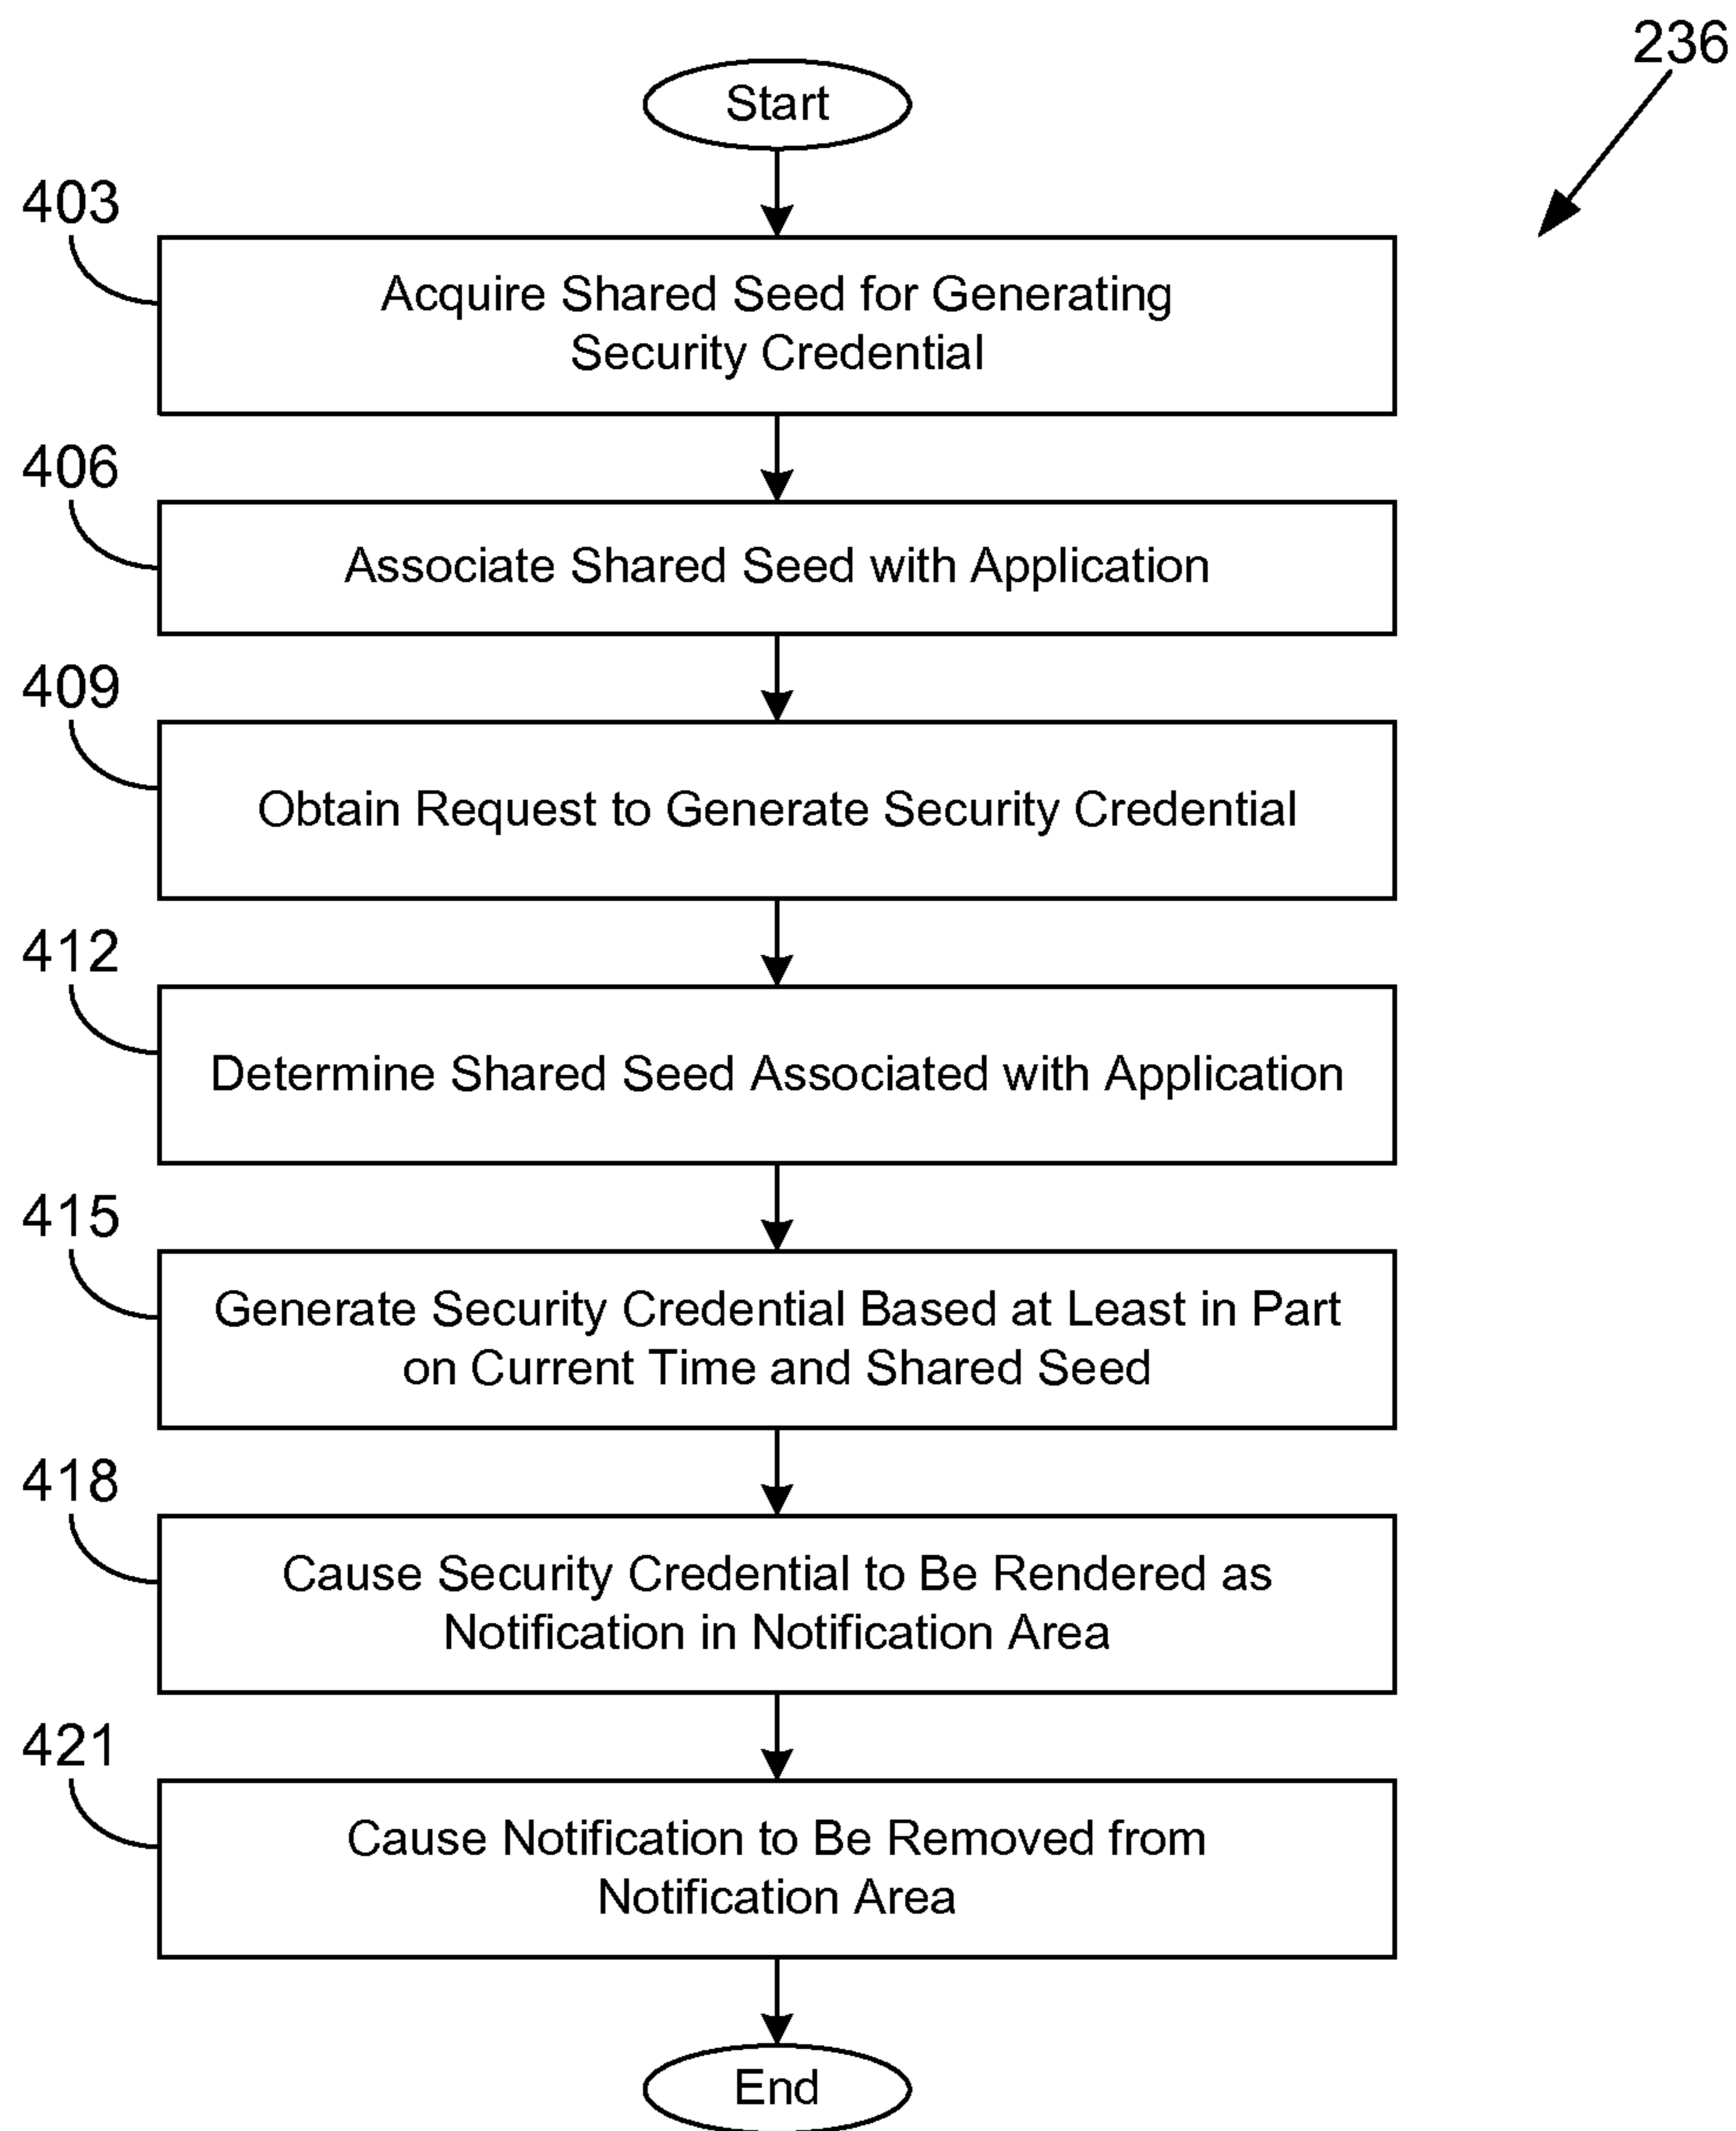 236
Start
403
Acquire Shared Seed for Generating
Security Credential
406
Associate Shared Seed with Application
409
Obtain Request to Generate Security Credential
412
Determine Shared Seed Associated with Application
415
Generate Security Credential Based at Least in Part
on Current Time and Shared Seed
418
Cause Security Credential to Be Rendered as
Notification in Notification Area
421
Cause Notification to Be Removed from
Notification Area
End